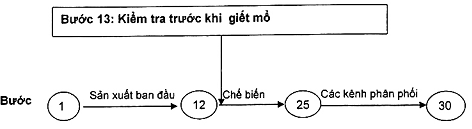 Bước 13: Kiểm tra trước khi giết mổ
Bước 1 Sản xuất ban đầu 12 Chế biến 25 Các kênh phân phối 30